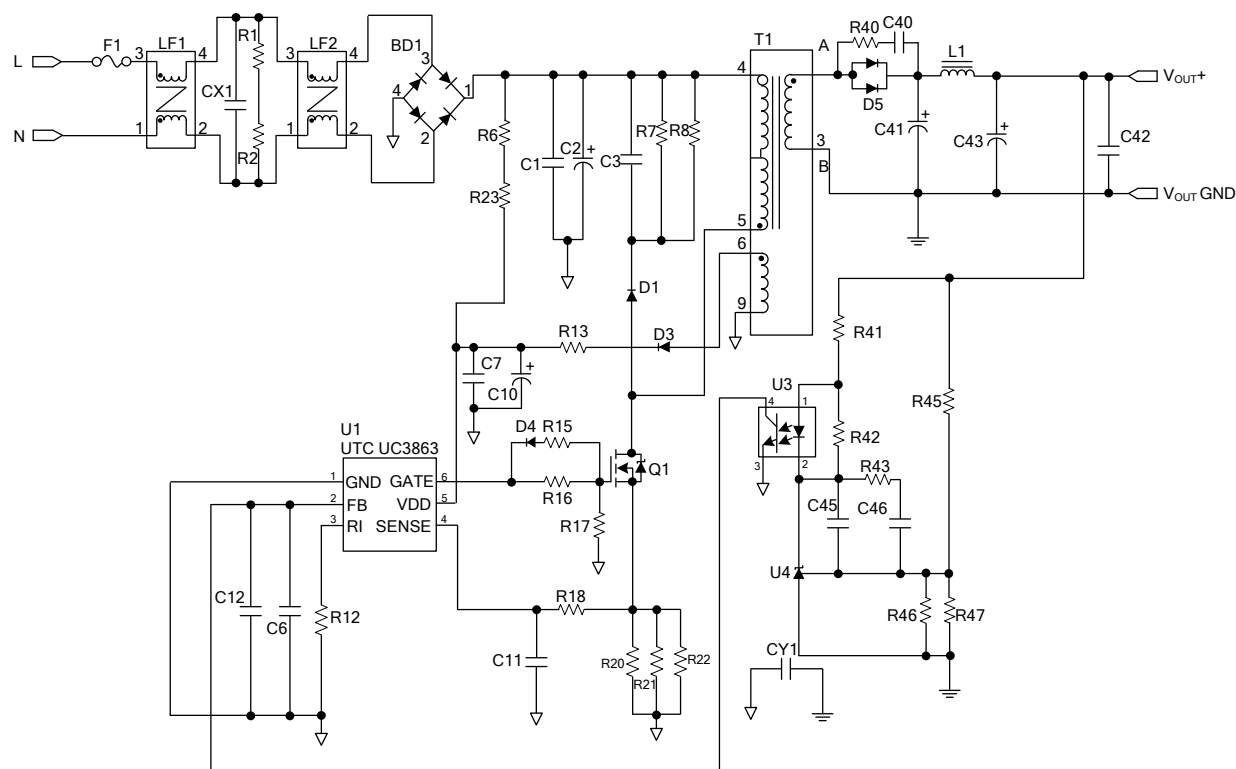 L
F1
3
LF1
4
1
2
N
CX1
R1
R2
3
LF2
4
1
2
BD1
3
4
1
2
R6
R23
C1
C2
+
C3
R7
R8
T1
A
4
3
B
5
6
9
R40
C40
D5
L1
C41
+
C43
+
C42
VOUT+
VOUT GND
D1
R13
D3
C7
C10
+
R41
U3
4
1
3
2
R42
R45
R43
C45
C46
U4
R46
R47
CY1
U1
UTC UC3863
1
GND
GATE
6
2
FB
VDD
5
3
RI
SENSE
4
D4
R15
R16
Q1
R17
C12
C6
R12
R18
C11
R20
R21
R22